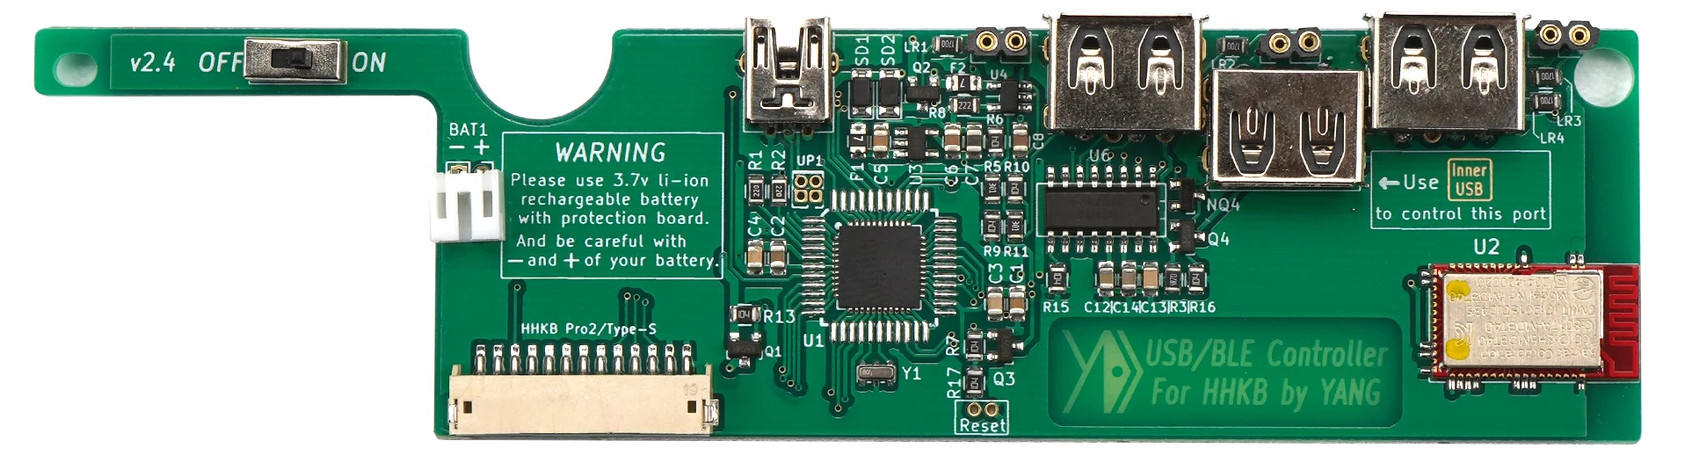 v2.4 OFF ON
BAT1
- +
WARNING
Please use 3.7v li-ion
rechargeable battery
with protection board.
And be careful with
- and + of your battery.
HHKB Pro2/Type-S
R1
R2
UP1
C4
C2
R13
Q1
U1
Y1
SD1
SD2
LR1
Q2
F2
U4
R8
R6
F1
C5
U3
C6
C7
C8
R5 R10
R9 R11
C3
C1
R7
Q3
R17
Reset
U6
NQ4
Q4
R15
C12 C14 C13 R3 R16
R2
LR3
LR4
←Use Inner
USB
to control this port
U2
USB/BLE Controller
For HHKB by YANG